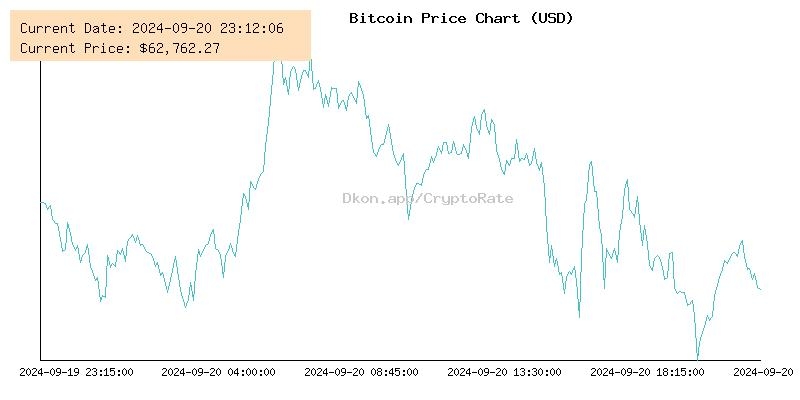 Bitcoin Price Chart (USD)
Current Date: 2024-09-20 23:12:06
Current Price: $62,762.27
Dkon.app/CryptoRate
2024-09-19 23:15:00 2024-09-20 04:00:00 2024-09-20 08:45:00 2024-09-20 13:30:00 2024-09-20 18:15:00 2024-09-20